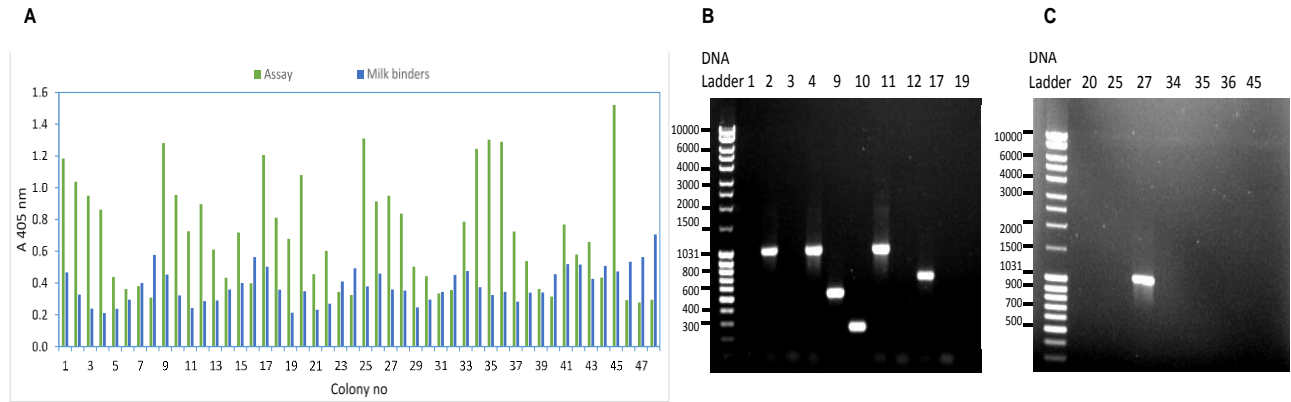 A
Assay Milk binders
1.6
1.4
1.2
1.0
0.8
0.6
0.4
0.2
0.0
A 405 nm
1 3 5 7 9 11 13 15 17 19 21 23 25 27 29 31 33 35 37 39 41 43 45 47
Colony no
B
DNA
Ladder 1 2 3 4 9 10 11 12 17 19
10000
6000
4000
3000
2000
1500
1031
800
600
400
300
C
DNA
Ladder 20 25 27 34 35 36 45
10000
6000
4000
3000
2000
1500
1031
900
700
500